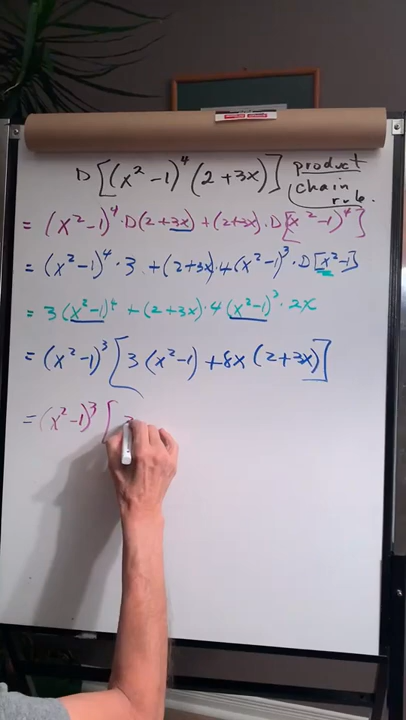 D[(x²-1)⁴(2+3x)] product
chain
rule.
= (x²-1)⁴·D(2+3x) + (2+3x)·D[(x²-1)⁴]
= (x²-1)⁴·3 + (2+3x)·4(x²-1)³·D[x²-1]
= 3(x²-1)⁴ + (2+3x)·4(x²-1)³·2x
= (x²-1)³[3(x²-1)+8x(2+3x)]
= (x²-1)³[3